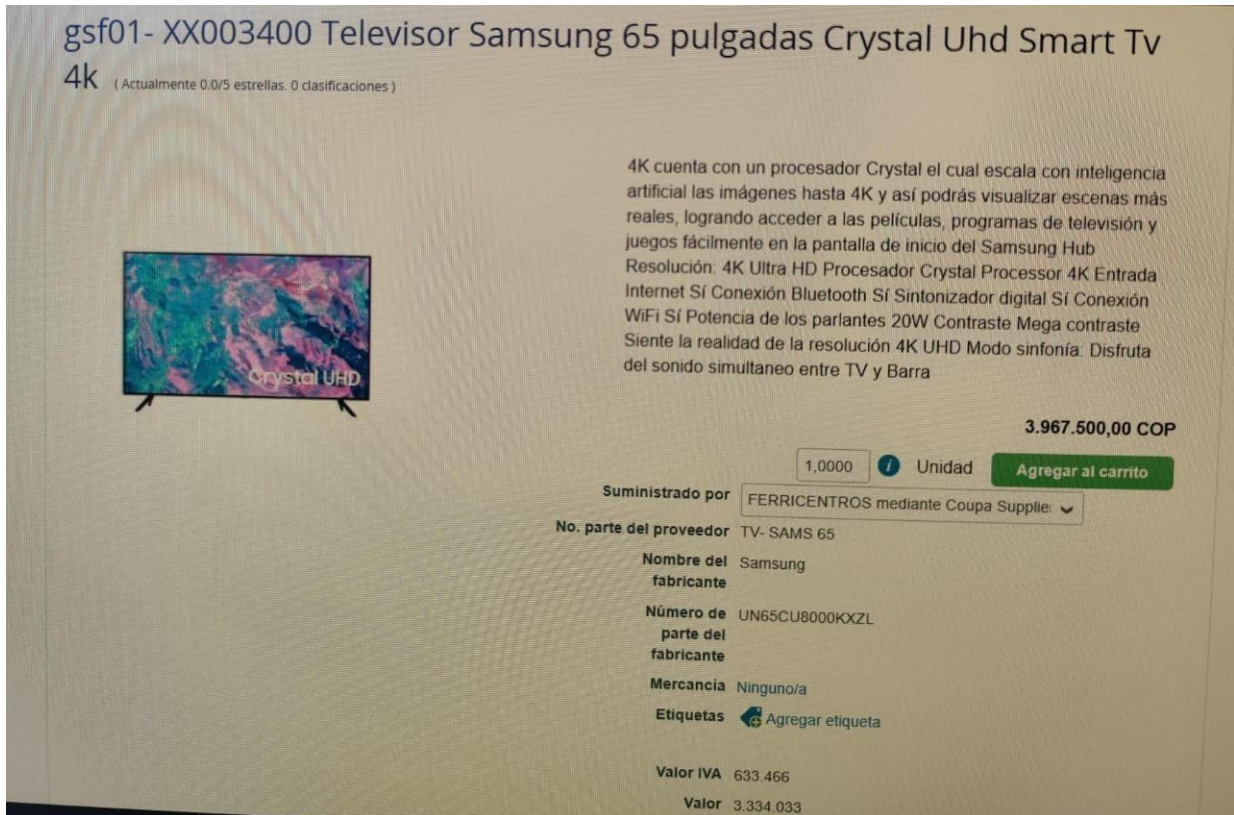 gsf01- XX003400 Televisor Samsung 65 pulgadas Crystal Uhd Smart Tv
4k ( Actualmente 0.0/5 estrellas. 0 clasificaciones )
4K cuenta con un procesador Crystal el cual escala con inteligencia
artificial las imágenes hasta 4K y así podrás visualizar escenas más
reales, logrando acceder a las películas, programas de televisión y
juegos fácilmente en la pantalla de inicio del Samsung Hub
Resolución: 4K Ultra HD Procesador Crystal Processor 4K Entrada
Internet Sí Conexión Bluetooth Sí Sintonizador digital Sí Conexión
WiFi Sí Potencia de los parlantes 20W Contraste Mega contraste
Siente la realidad de la resolución 4K UHD Modo sinfonía: Disfruta
del sonido simultaneo entre TV y Barra
Crystal UHD
3.967.500,00 COP
1,0000 i Unidad Agregar al carrito
Suministrado por FERRICENTROS mediante Coupa Supplie
No. parte del proveedor TV- SAMS 65
Nombre del Samsung
fabricante
Número de UN65CU8000KXZL
parte del
fabricante
Mercancía Ninguno/a
Etiquetas Agregar etiqueta
Valor IVA 633.466
Valor 3.334.033